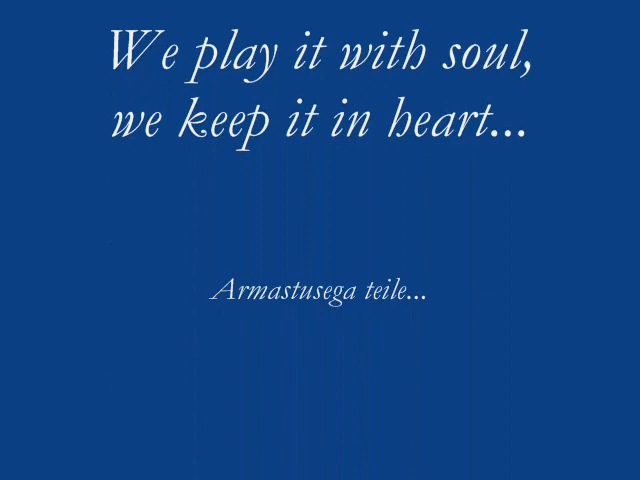 We play it with soul,
we keep it in heart...
Armastusega teile...